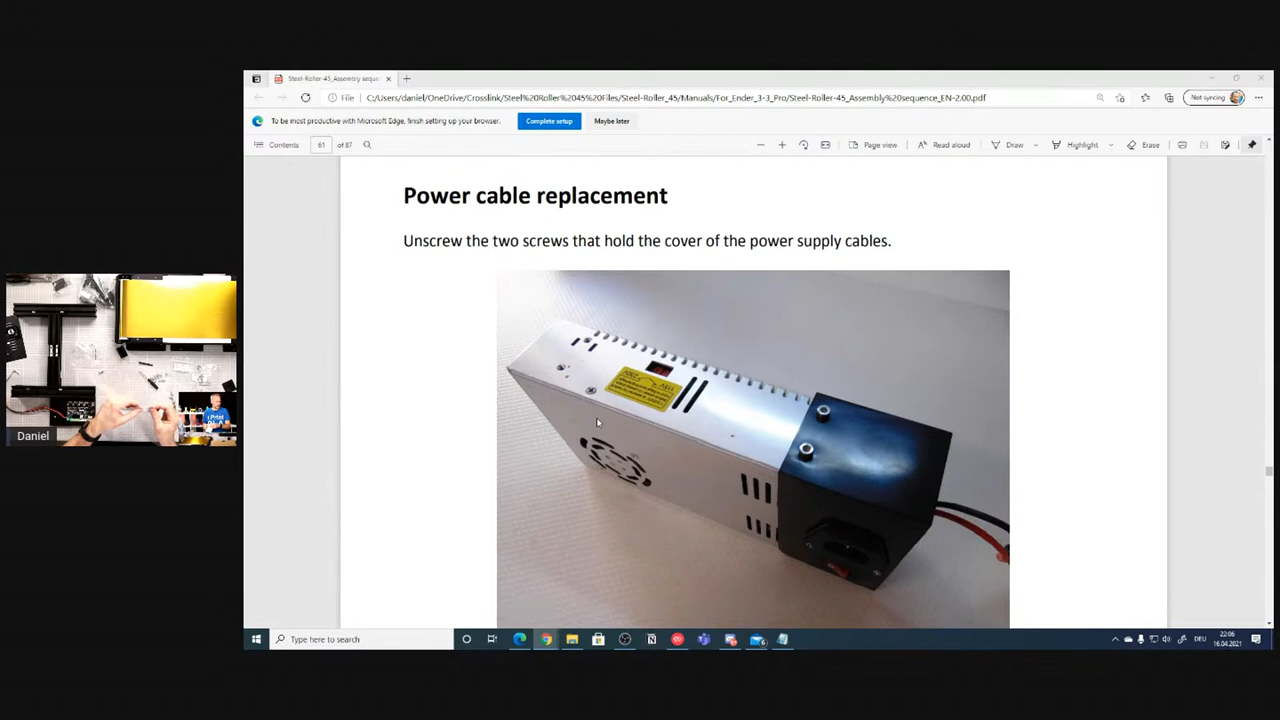 Steel-Roller-45_Assembly seque
File
C:/Users/daniel/OneDrive/Crosslink/Steel%20Roller%2045%20Files/Steel-Roller_45/Manuals/For_Ender_3-3_Pro/Steel-Roller-45_Assembly%20sequence_EN-2.00.pdf
Not syncing
To be most productive with Microsoft Edge, finish setting up your browser.
Complete setup
Maybe later
Contents
61
of 87
Page view
Read aloud
Draw
Highlight
Erase
Power cable replacement
Unscrew the two screws that hold the cover of the power supply cables.
Daniel
Type here to search
DEU
22:06
16.04.2021